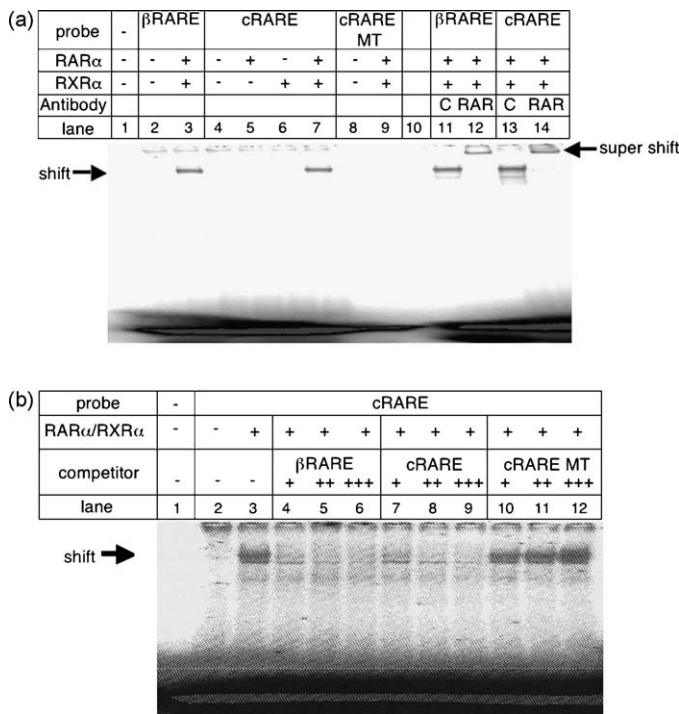 (a)
probe - βRARE cRARE cRARE MT βRARE cRARE
RARα - - + - + - + - + + + + +
RXRα - - + - - + + - + + + + +
Antibody C RAR C RAR
lane 1 2 3 4 5 6 7 8 9 10 11 12 13 14
shift
super shift
(b)
probe - cRARE
RARα/RXRα - - + + + + + + + + + +
competitor βRARE cRARE cRARE MT
- - - + ++ +++ + ++ +++ + ++ +++
lane 1 2 3 4 5 6 7 8 9 10 11 12
shift